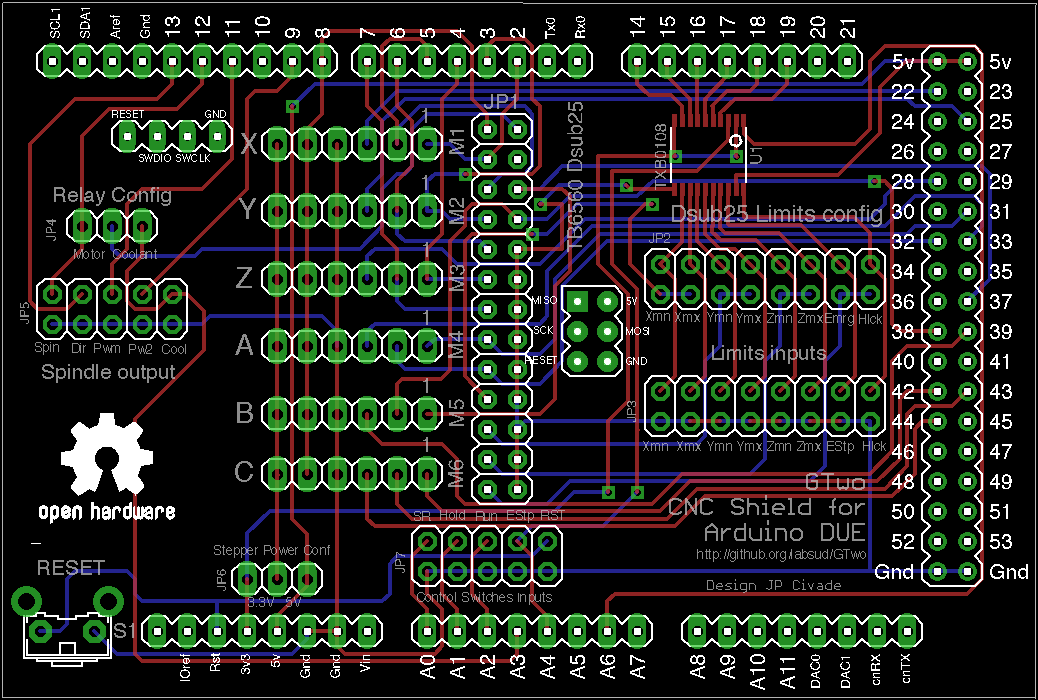 SCL1 SDA1 Aref Gnd 13 12 11 10 9 8 7 6 5 4 3 2 Tx0 Rx0 14 15 16 17 18 19 20 21
5v 5v
22 23
24 25
26 27
28 29
30 31
32 33
34 35
36 37
38 39
40 41
42 43
44 45
46 47
48 49
50 51
52 53
Gnd Gnd
RESET GND
SWDIO SWCLK
Relay Config
JP4
Motor Coolant
JP5
Spin Dir Pwm Pw2 Cool
Spindle output
X 1 M1
Y 1 M2
Z 1 M3
A 1 M4
B 1 M5
C 1 M6
JP1
TB6560 Dsub25
TXB0108
U1
Dsub25 Limits config
JP2
Xmn Xmx Ymn Ymx Zmn Zmx Emrg Hlck
MISO 5V
SCK MOSI
RESET GND
Limits inputs
JP3
Xmn Xmx Ymn Ymx Zmn Zmx EStp Hlck
GTwo
CNC Shield for
Arduino DUE
http://github.org/labsud/GTwo
Design JP Civade
open hardware
SR Hold Run EStp RST
JP7
Control Switches Inputs
Stepper Power Conf
JP6
3.3V 5V
RESET
S1
IOref Rst 3v3 5v Gnd Gnd Vin A0 A1 A2 A3 A4 A5 A6 A7 A8 A9 A10 A11 DAC0 DAC1 cnRX cnTX